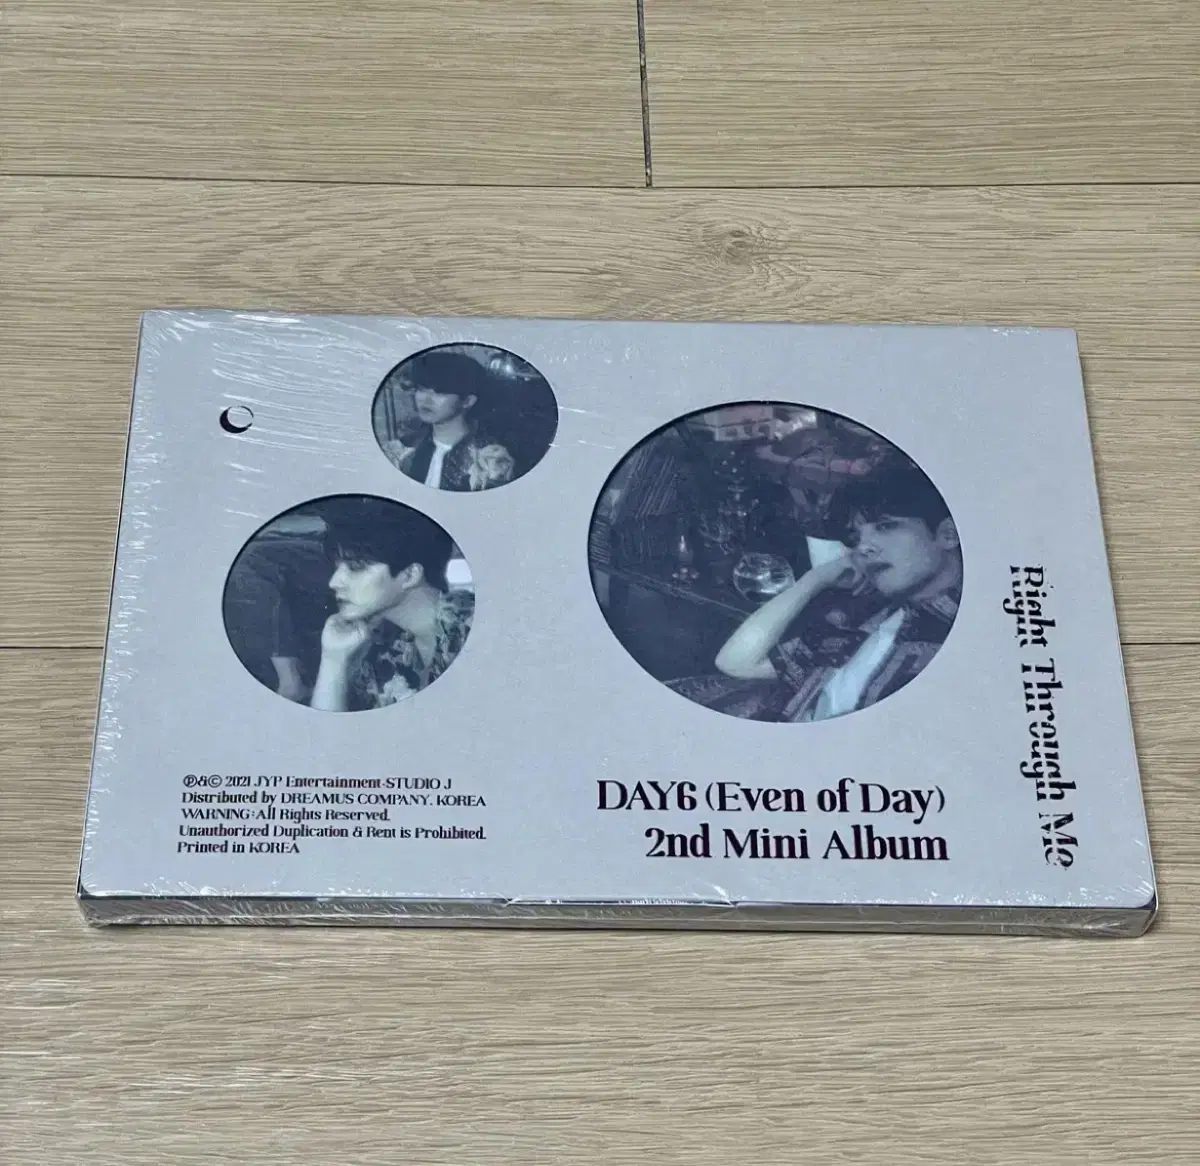 ℗&© 2021 JYP Entertainment·STUDIO J
Distributed by DREAMUS COMPANY. KOREA
WARNING:All Rights Reserved.
Unauthorized Duplication & Rent is Prohibited.
Printed in KOREA
DAY6 (Even of Day)
2nd Mini Album
Right Through Me